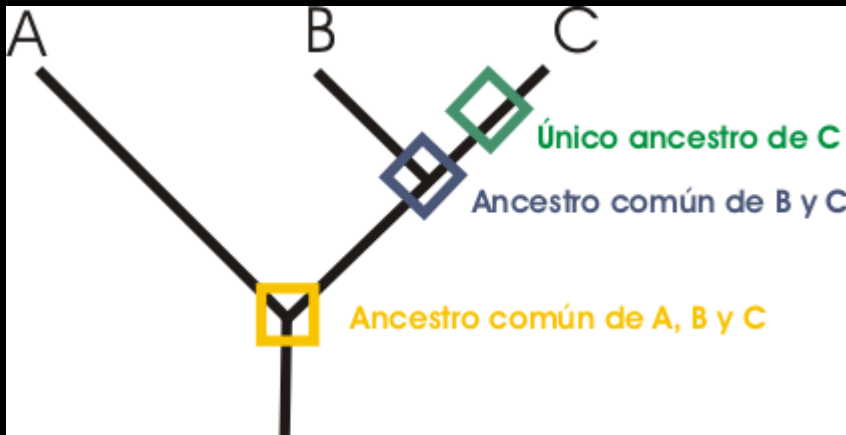 A B C
Único ancestro de C
Ancestro común de B y C
Ancestro común de A, B y C